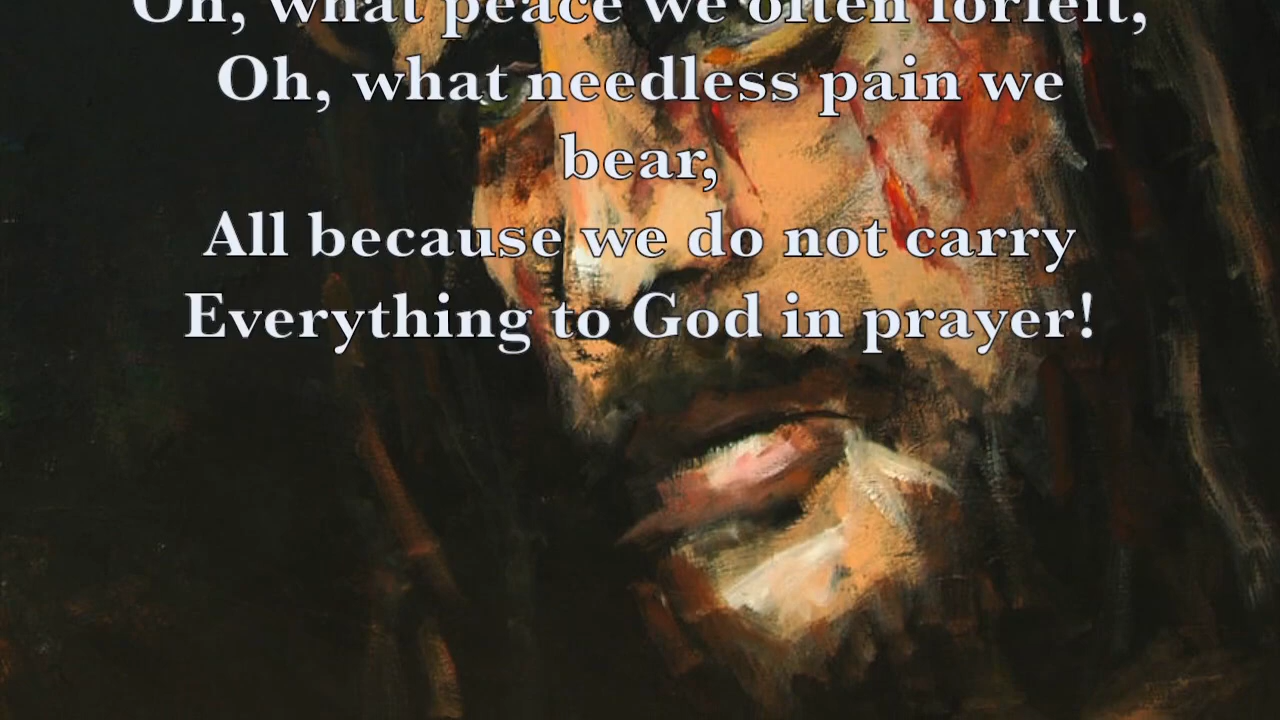 Oh, what peace we often forfeit,
Oh, what needless pain we
bear,
All because we do not carry
Everything to God in prayer!